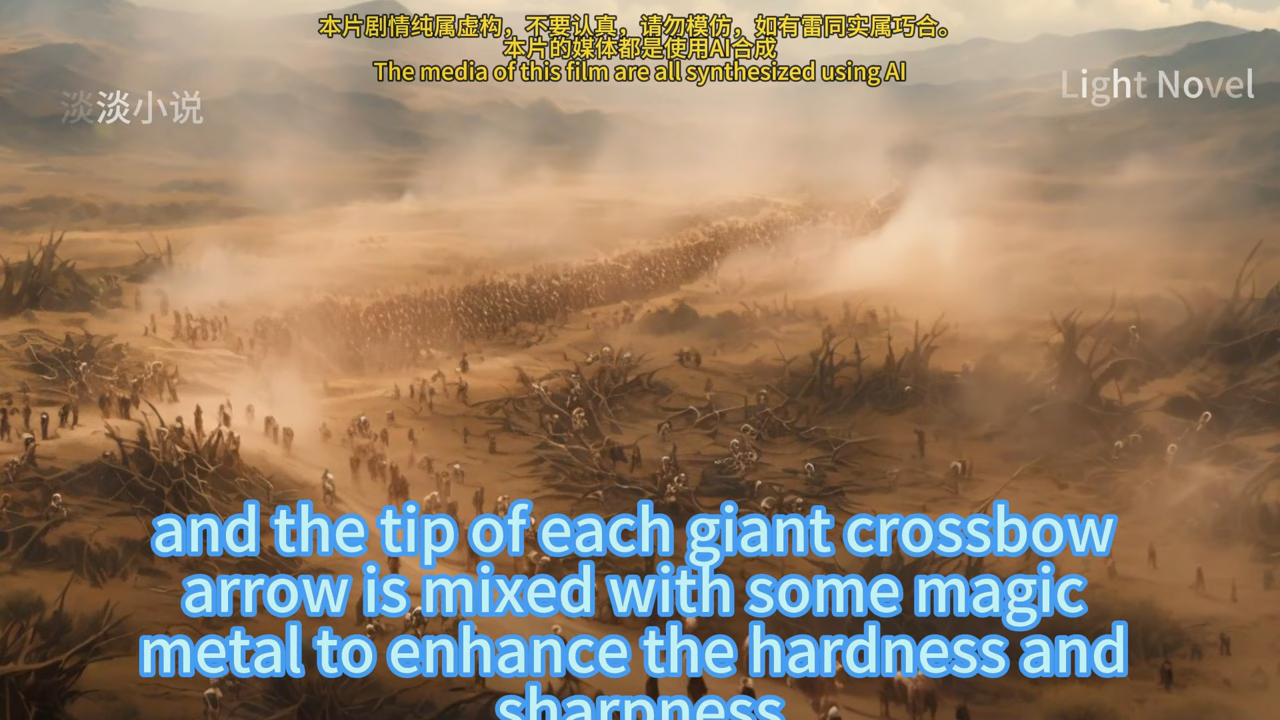 本片剧情纯属虚构，不要认真，请勿模仿，如有雷同实属巧合。
本片的媒体都是使用AI合成
The media of this film are all synthesized using AI
淡淡小说
Light Novel
and the tip of each giant crossbow
arrow is mixed with some magic
metal to enhance the hardness and
sharpness